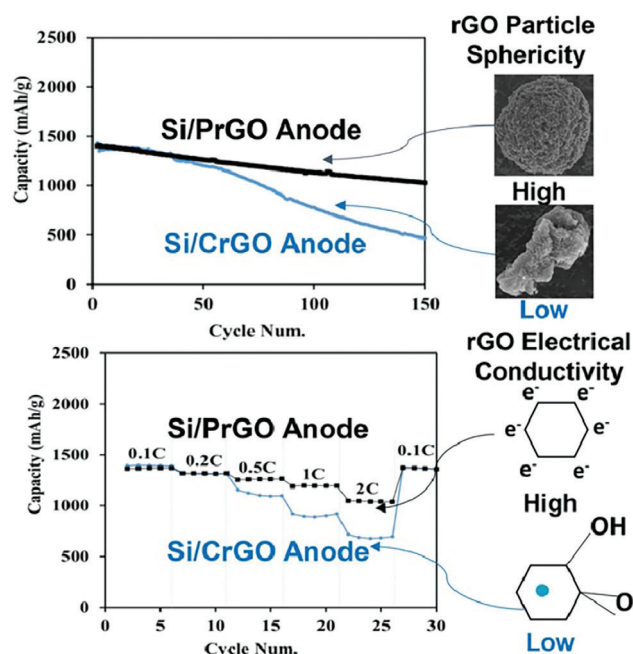 rGO Particle
Sphericity
2500
2000
1500
1000
500
0
Capacity (mAh/g)
Si/PrGO Anode
Si/CrGO Anode
0
50
100
150
Cycle Num.
High
Low
rGO Electrical
Conductivity
2500
2000
1500
1000
500
0
Capacity (mAh/g)
Si/PrGO Anode
0.1C
0.2C
0.5C
1C
2C
0.1C
Si/CrGO Anode
0
5
10
15
20
25
30
Cycle Num.
e-
e-
e-
e-
e-
e-
High
OH
O
Low